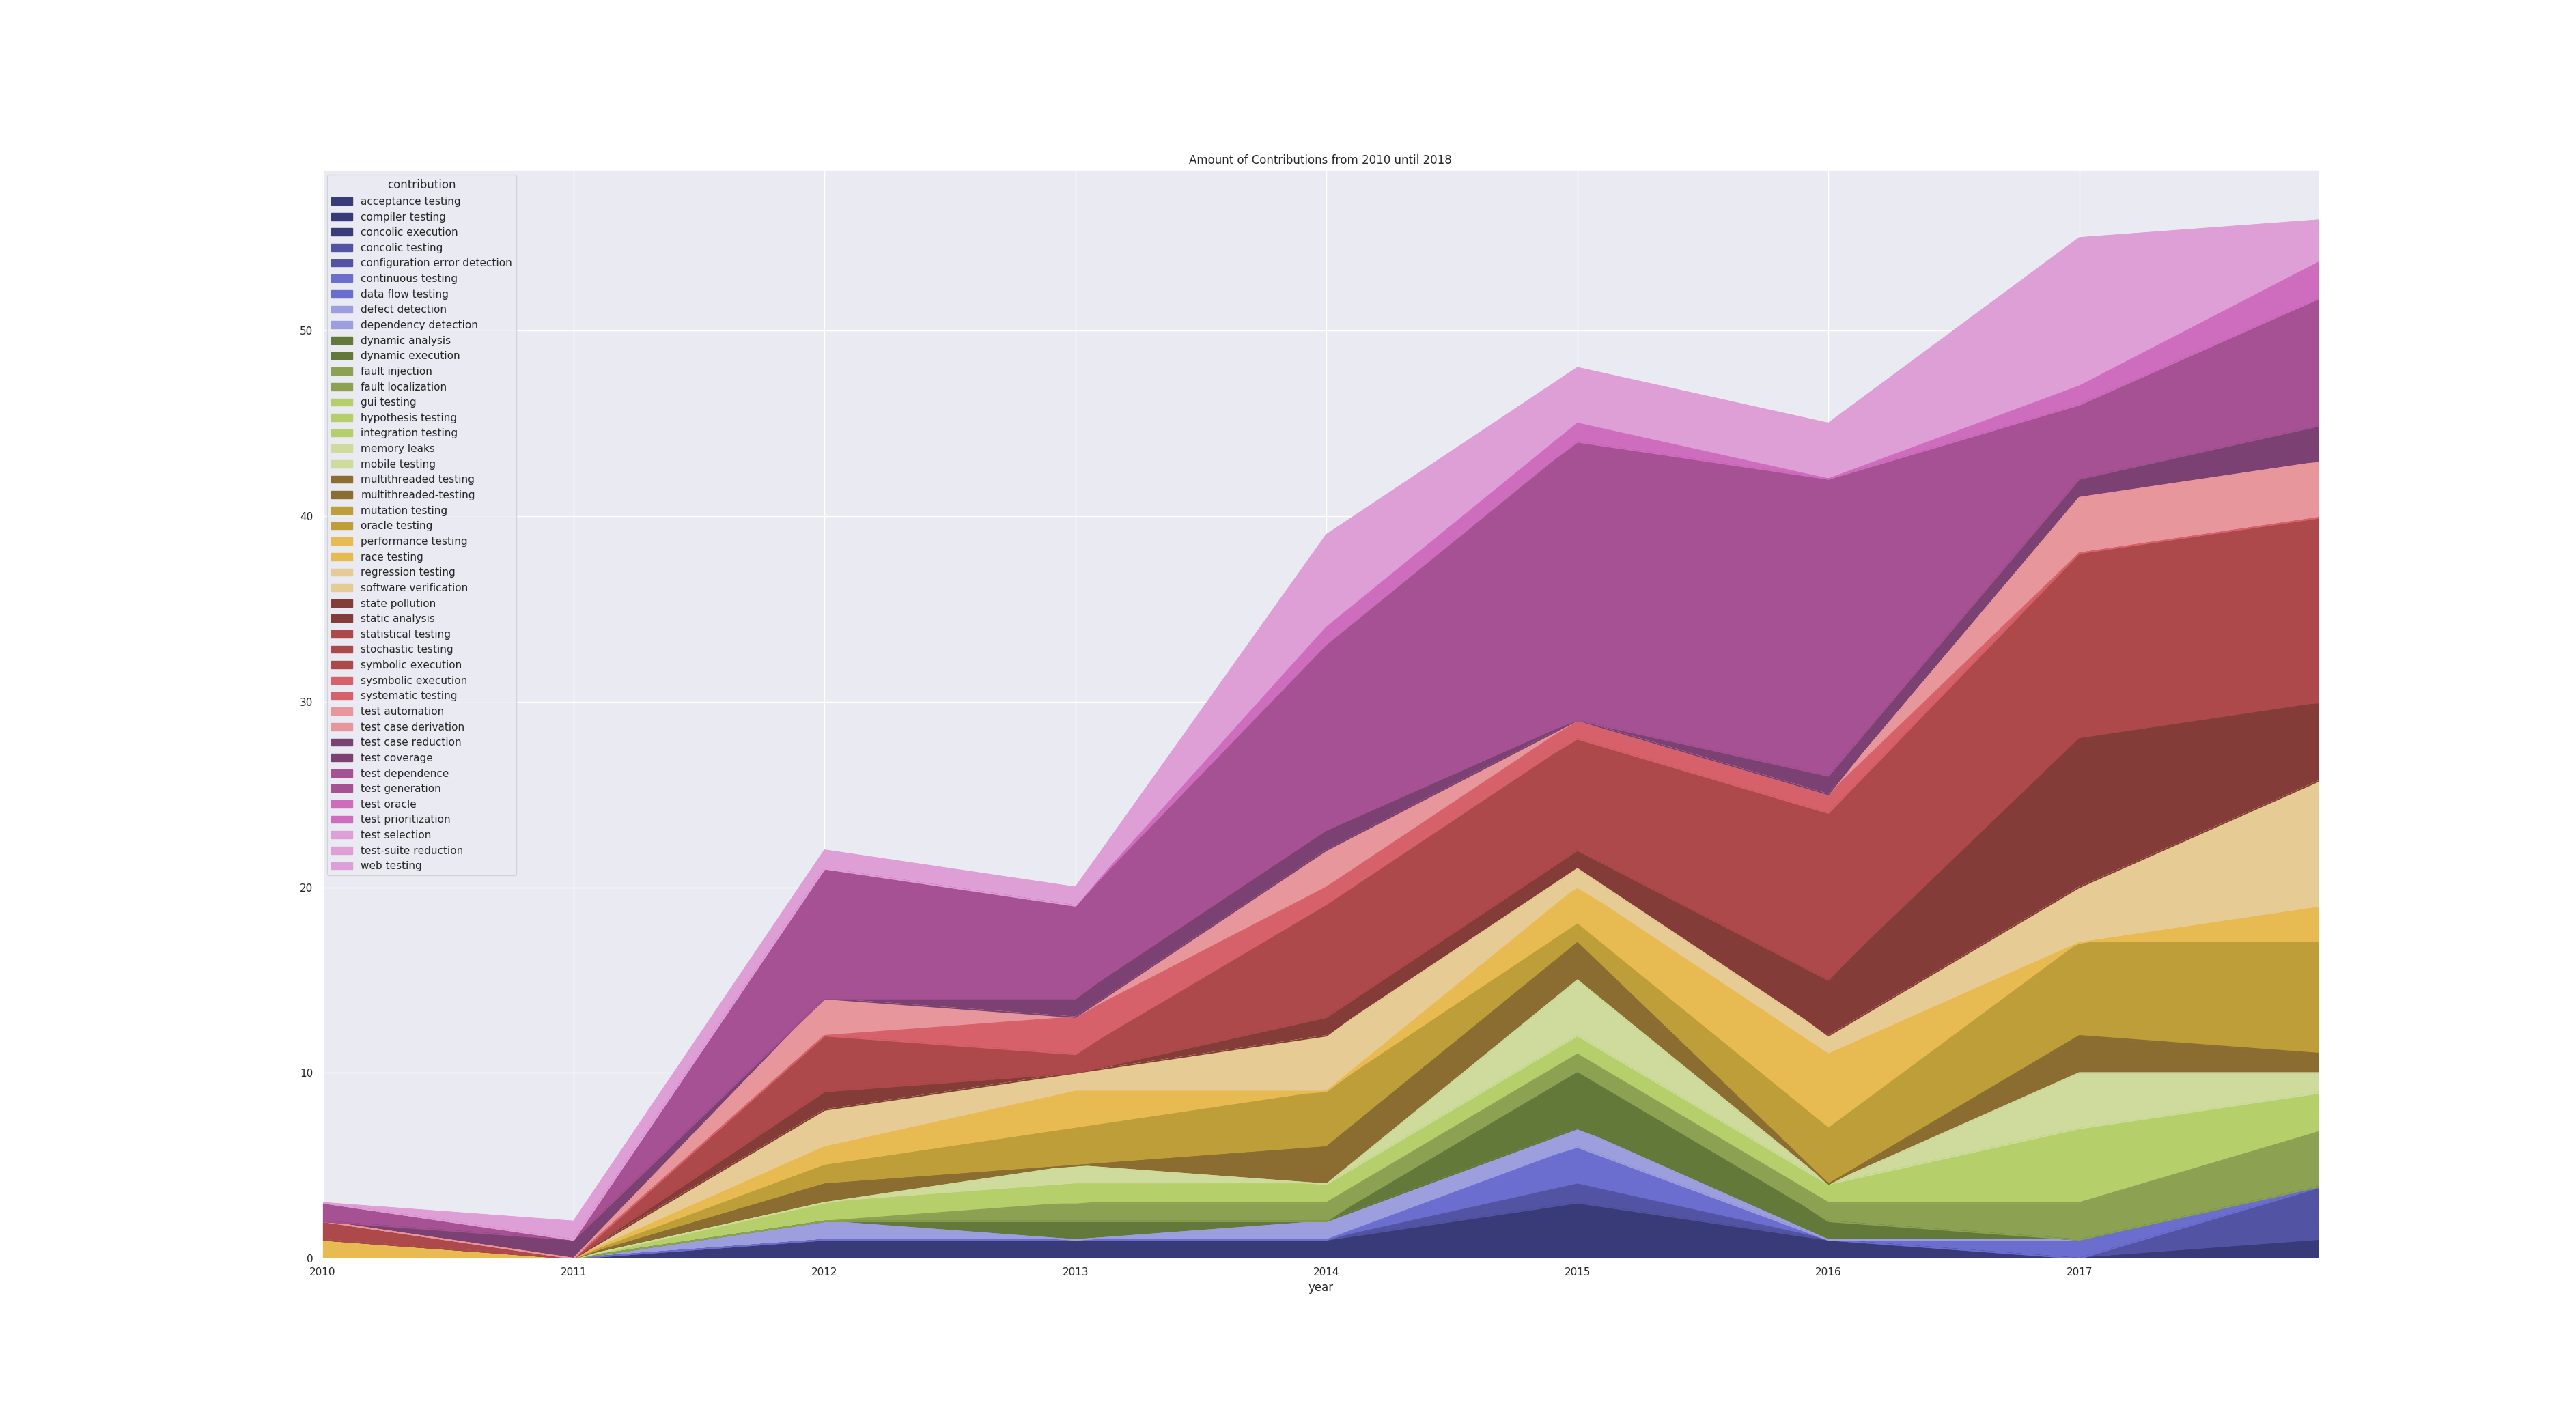 Amount of Contributions from 2010 until 2018
contribution
acceptance testing
compiler testing
concolic execution
concolic testing
configuration error detection
continuous testing
data flow testing
defect detection
dependency detection
dynamic analysis
dynamic execution
fault injection
fault localization
gui testing
hypothesis testing
integration testing
memory leaks
mobile testing
multithreaded testing
multithreaded-testing
mutation testing
oracle testing
performance testing
race testing
regression testing
software verification
state pollution
static analysis
statistical testing
stochastic testing
symbolic execution
sysmbolic execution
systematic testing
test automation
test case derivation
test case reduction
test coverage
test dependence
test generation
test oracle
test prioritization
test selection
test-suite reduction
web testing
50
40
30
20
10
0
2010 2011 2012 2013 2014 2015 2016 2017
year